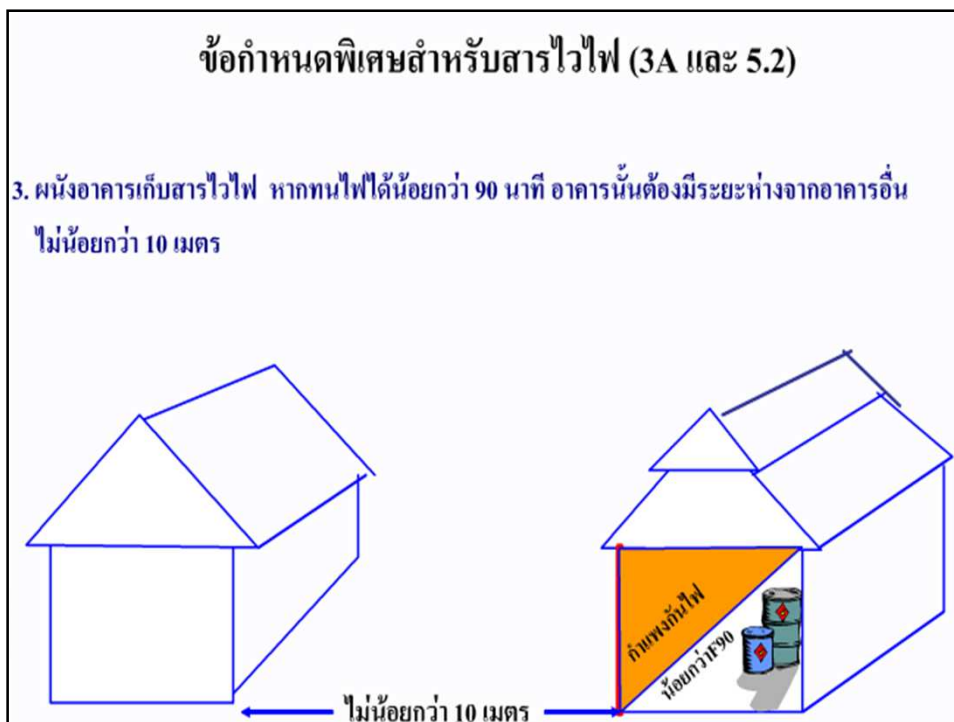 ข้อกำหนดพิเศษสำหรับสารไวไฟ (3A และ 5.2)
3. ผนังอาคารเก็บสารไวไฟ หากทนไฟได้น้อยกว่า 90 นาที อาคารนั้นต้องมีระยะห่างจากอาคารอื่น
ไม่น้อยกว่า 10 เมตร
กำแพงกันไฟ
น้อยกว่าF90
ไม่น้อยกว่า 10 เมตร